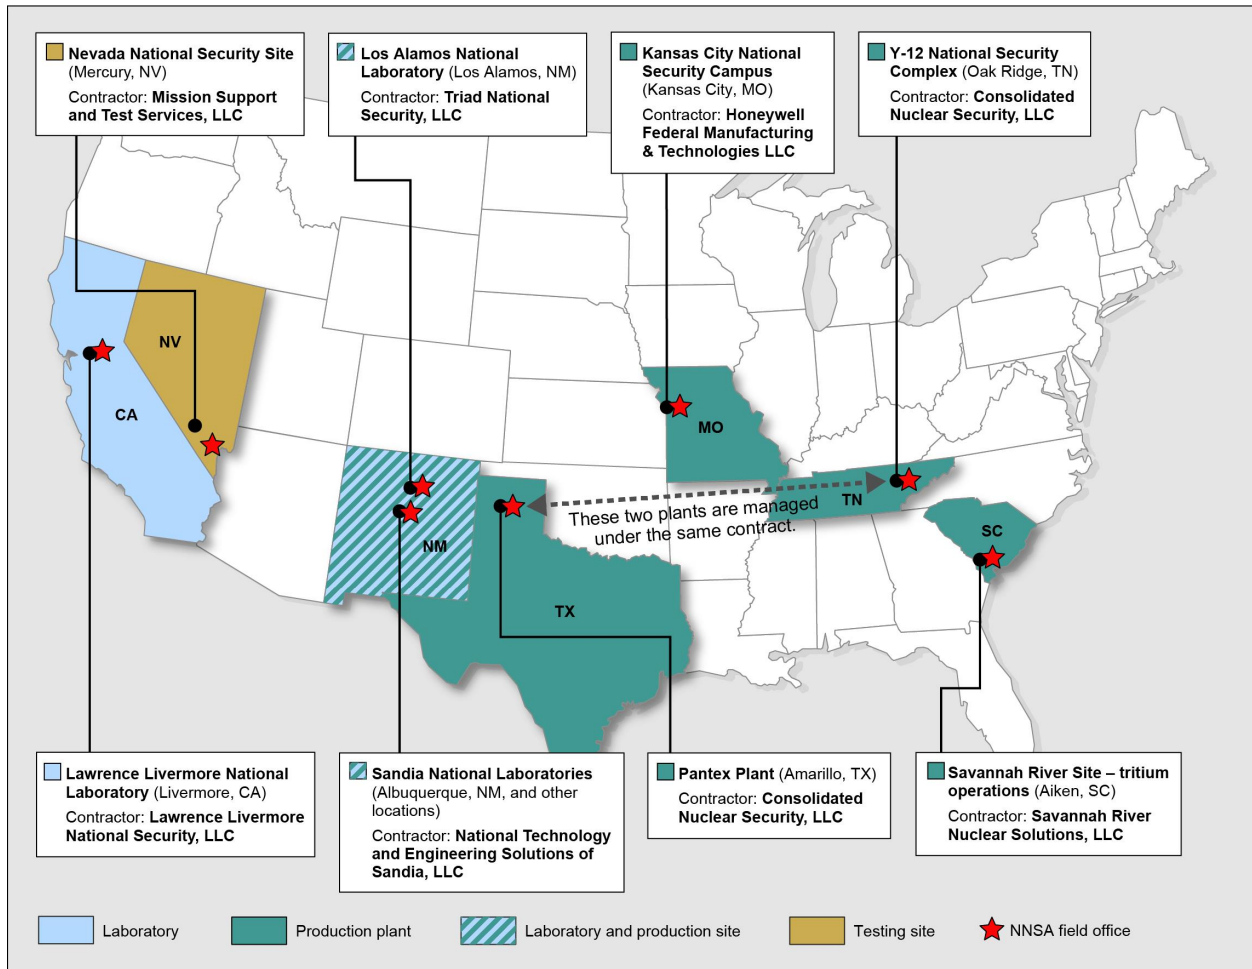 Nevada National Security Site
(Mercury, NV)
Contractor: Mission Support
and Test Services, LLC
Los Alamos National
Laboratory (Los Alamos, NM)
Contractor: Triad National
Security, LLC
Kansas City National
Security Campus
(Kansas City, MO)
Contractor: Honeywell
Federal Manufacturing
& Technologies LLC
Y-12 National Security
Complex (Oak Ridge, TN)
Contractor: Consolidated
Nuclear Security, LLC
NV
CA
MO
TN
These two plants are managed
under the same contract.
SC
NM
TX
Lawrence Livermore National
Laboratory (Livermore, CA)
Contractor: Lawrence Livermore
National Security, LLC
Sandia National Laboratories
(Albuquerque, NM, and other
locations)
Contractor: National Technology
and Engineering Solutions of
Sandia, LLC
Pantex Plant (Amarillo, TX)
Contractor: Consolidated
Nuclear Security, LLC
Savannah River Site – tritium
operations (Aiken, SC)
Contractor: Savannah River
Nuclear Solutions, LLC
Laboratory
Production plant
Laboratory and production site
Testing site
NNSA field office